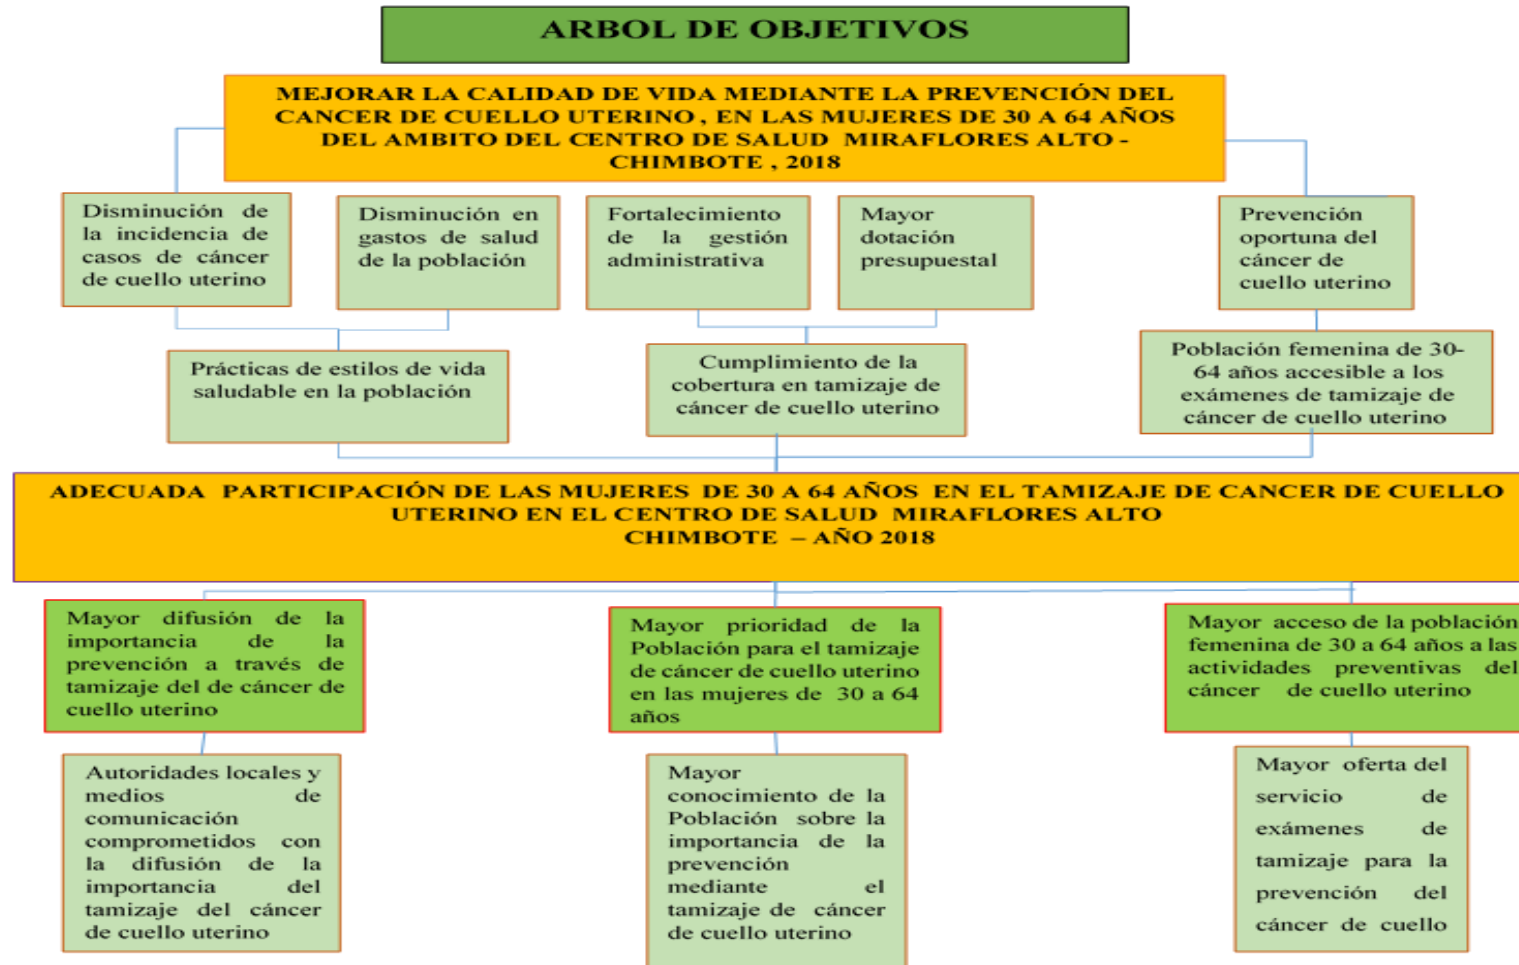 ARBOL DE OBJETIVOS
MEJORAR LA CALIDAD DE VIDA MEDIANTE LA PREVENCIÓN DEL
CANCER DE CUELLO UTERINO , EN LAS MUJERES DE 30 A 64 AÑOS
DEL AMBITO DEL CENTRO DE SALUD MIRAFLORES ALTO -
CHIMBOTE , 2018
Disminución de
la incidencia de
casos de cáncer
de cuello uterino
Disminución en
gastos de salud
de la población
Fortalecimiento
de la gestión
administrativa
Mayor
dotación
presupuestal
Prevención
oportuna del
cáncer de
cuello uterino
Prácticas de estilos de vida
saludable en la población
Cumplimiento de la
cobertura en tamizaje de
cáncer de cuello uterino
Población femenina de 30-
64 años accesible a los
exámenes de tamizaje de
cáncer de cuello uterino
ADECUADA PARTICIPACIÓN DE LAS MUJERES DE 30 A 64 AÑOS EN EL TAMIZAJE DE CANCER DE CUELLO
UTERINO EN EL CENTRO DE SALUD MIRAFLORES ALTO
CHIMBOTE – AÑO 2018
Mayor difusión de la
importancia de la
prevención a través de
tamizaje del de cáncer de
cuello uterino
Mayor prioridad de la
Población para el tamizaje
de cáncer de cuello uterino
en las mujeres de 30 a 64
años
Mayor acceso de la población
femenina de 30 a 64 años a las
actividades preventivas del
cáncer de cuello uterino
Autoridades locales y
medios de
comunicación
comprometidos con
la difusión de la
importancia del
tamizaje del cáncer
de cuello uterino
Mayor
conocimiento de la
Población sobre la
importancia de la
prevención
mediante el
tamizaje de cáncer
de cuello uterino
Mayor oferta del
servicio de
exámenes de
tamizaje para la
prevención del
cáncer de cuello